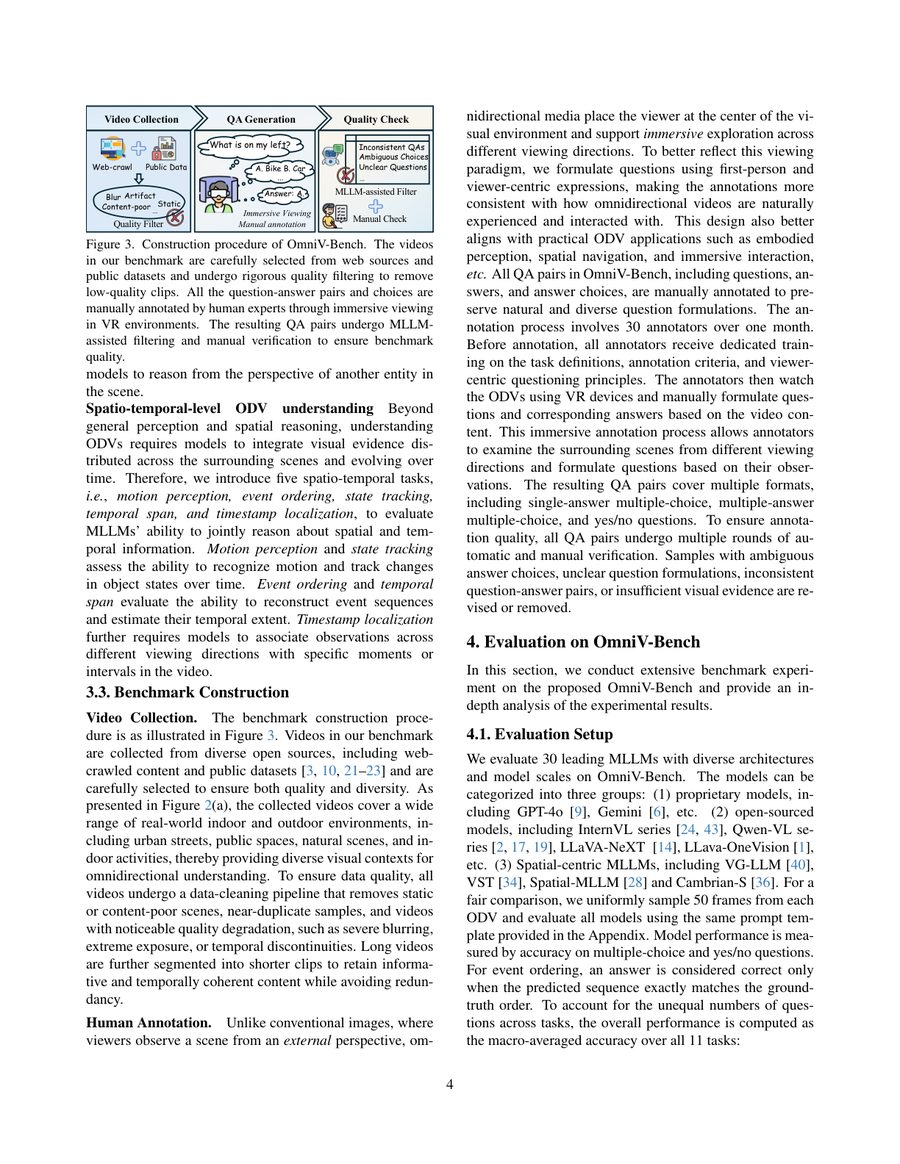 Video Collection
QA Generation
Quality Check
Web-crawl
Public Data
Blur Artifact
Content-poor Static
...
Quality Filter
What is on my left?
A. Bike B. Car
...
Answer: A
Immersive Viewing
Manual annotation
Inconsistent QAs
Ambiguous Choices
Unclear Questions
...
MLLM-assisted Filter
Manual Check
Figure 3. Construction procedure of OmniV-Bench. The videos
in our benchmark are carefully selected from web sources and
public datasets and undergo rigorous quality filtering to remove
low-quality clips. All the question-answer pairs and choices are
manually annotated by human experts through immersive viewing
in VR environments. The resulting QA pairs undergo MLLM-
assisted filtering and manual verification to ensure benchmark
quality.
models to reason from the perspective of another entity in
the scene.
Spatio-temporal-level ODV understanding Beyond
general perception and spatial reasoning, understanding
ODVs requires models to integrate visual evidence dis-
tributed across the surrounding scenes and evolving over
time. Therefore, we introduce five spatio-temporal tasks,
i.e., motion perception, event ordering, state tracking,
temporal span, and timestamp localization, to evaluate
MLLMs' ability to jointly reason about spatial and tem-
poral information. Motion perception and state tracking
assess the ability to recognize motion and track changes
in object states over time. Event ordering and temporal
span evaluate the ability to reconstruct event sequences
and estimate their temporal extent. Timestamp localization
further requires models to associate observations across
different viewing directions with specific moments or
intervals in the video.
3.3. Benchmark Construction
Video Collection. The benchmark construction proce-
dure is as illustrated in Figure 3. Videos in our benchmark
are collected from diverse open sources, including web-
crawled content and public datasets [3, 10, 21–23] and are
carefully selected to ensure both quality and diversity. As
presented in Figure 2(a), the collected videos cover a wide
range of real-world indoor and outdoor environments, in-
cluding urban streets, public spaces, natural scenes, and in-
door activities, thereby providing diverse visual contexts for
omnidirectional understanding. To ensure data quality, all
videos undergo a data-cleaning pipeline that removes static
or content-poor scenes, near-duplicate samples, and videos
with noticeable quality degradation, such as severe blurring,
extreme exposure, or temporal discontinuities. Long videos
are further segmented into shorter clips to retain informa-
tive and temporally coherent content while avoiding redun-
dancy.
Human Annotation. Unlike conventional images, where
viewers observe a scene from an external perspective, om-
nidirectional media place the viewer at the center of the vi-
sual environment and support immersive exploration across
different viewing directions. To better reflect this viewing
paradigm, we formulate questions using first-person and
viewer-centric expressions, making the annotations more
consistent with how omnidirectional videos are naturally
experienced and interacted with. This design also better
aligns with practical ODV applications such as embodied
perception, spatial navigation, and immersive interaction,
etc. All QA pairs in OmniV-Bench, including questions, an-
swers, and answer choices, are manually annotated to pre-
serve natural and diverse question formulations. The an-
notation process involves 30 annotators over one month.
Before annotation, all annotators receive dedicated train-
ing on the task definitions, annotation criteria, and viewer-
centric questioning principles. The annotators then watch
the ODVs using VR devices and manually formulate ques-
tions and corresponding answers based on the video con-
tent. This immersive annotation process allows annotators
to examine the surrounding scenes from different viewing
directions and formulate questions based on their obser-
vations. The resulting QA pairs cover multiple formats,
including single-answer multiple-choice, multiple-answer
multiple-choice, and yes/no questions. To ensure annota-
tion quality, all QA pairs undergo multiple rounds of au-
tomatic and manual verification. Samples with ambiguous
answer choices, unclear question formulations, inconsistent
question-answer pairs, or insufficient visual evidence are re-
vised or removed.
4. Evaluation on OmniV-Bench
In this section, we conduct extensive benchmark experi-
ment on the proposed OmniV-Bench and provide an in-
depth analysis of the experimental results.
4.1. Evaluation Setup
We evaluate 30 leading MLLMs with diverse architectures
and model scales on OmniV-Bench. The models can be
categorized into three groups: (1) proprietary models, in-
cluding GPT-4o [9], Gemini [6], etc. (2) open-sourced
models, including InternVL series [24, 43], Qwen-VL se-
ries [2, 17, 19], LLaVA-NeXT [14], LLava-OneVision [1],
etc. (3) Spatial-centric MLLMs, including VG-LLM [40],
VST [34], Spatial-MLLM [28] and Cambrian-S [36]. For a
fair comparison, we uniformly sample 50 frames from each
ODV and evaluate all models using the same prompt tem-
plate provided in the Appendix. Model performance is mea-
sured by accuracy on multiple-choice and yes/no questions.
For event ordering, an answer is considered correct only
when the predicted sequence exactly matches the ground-
truth order. To account for the unequal numbers of ques-
tions across tasks, the overall performance is computed as
the macro-averaged accuracy over all 11 tasks:
4